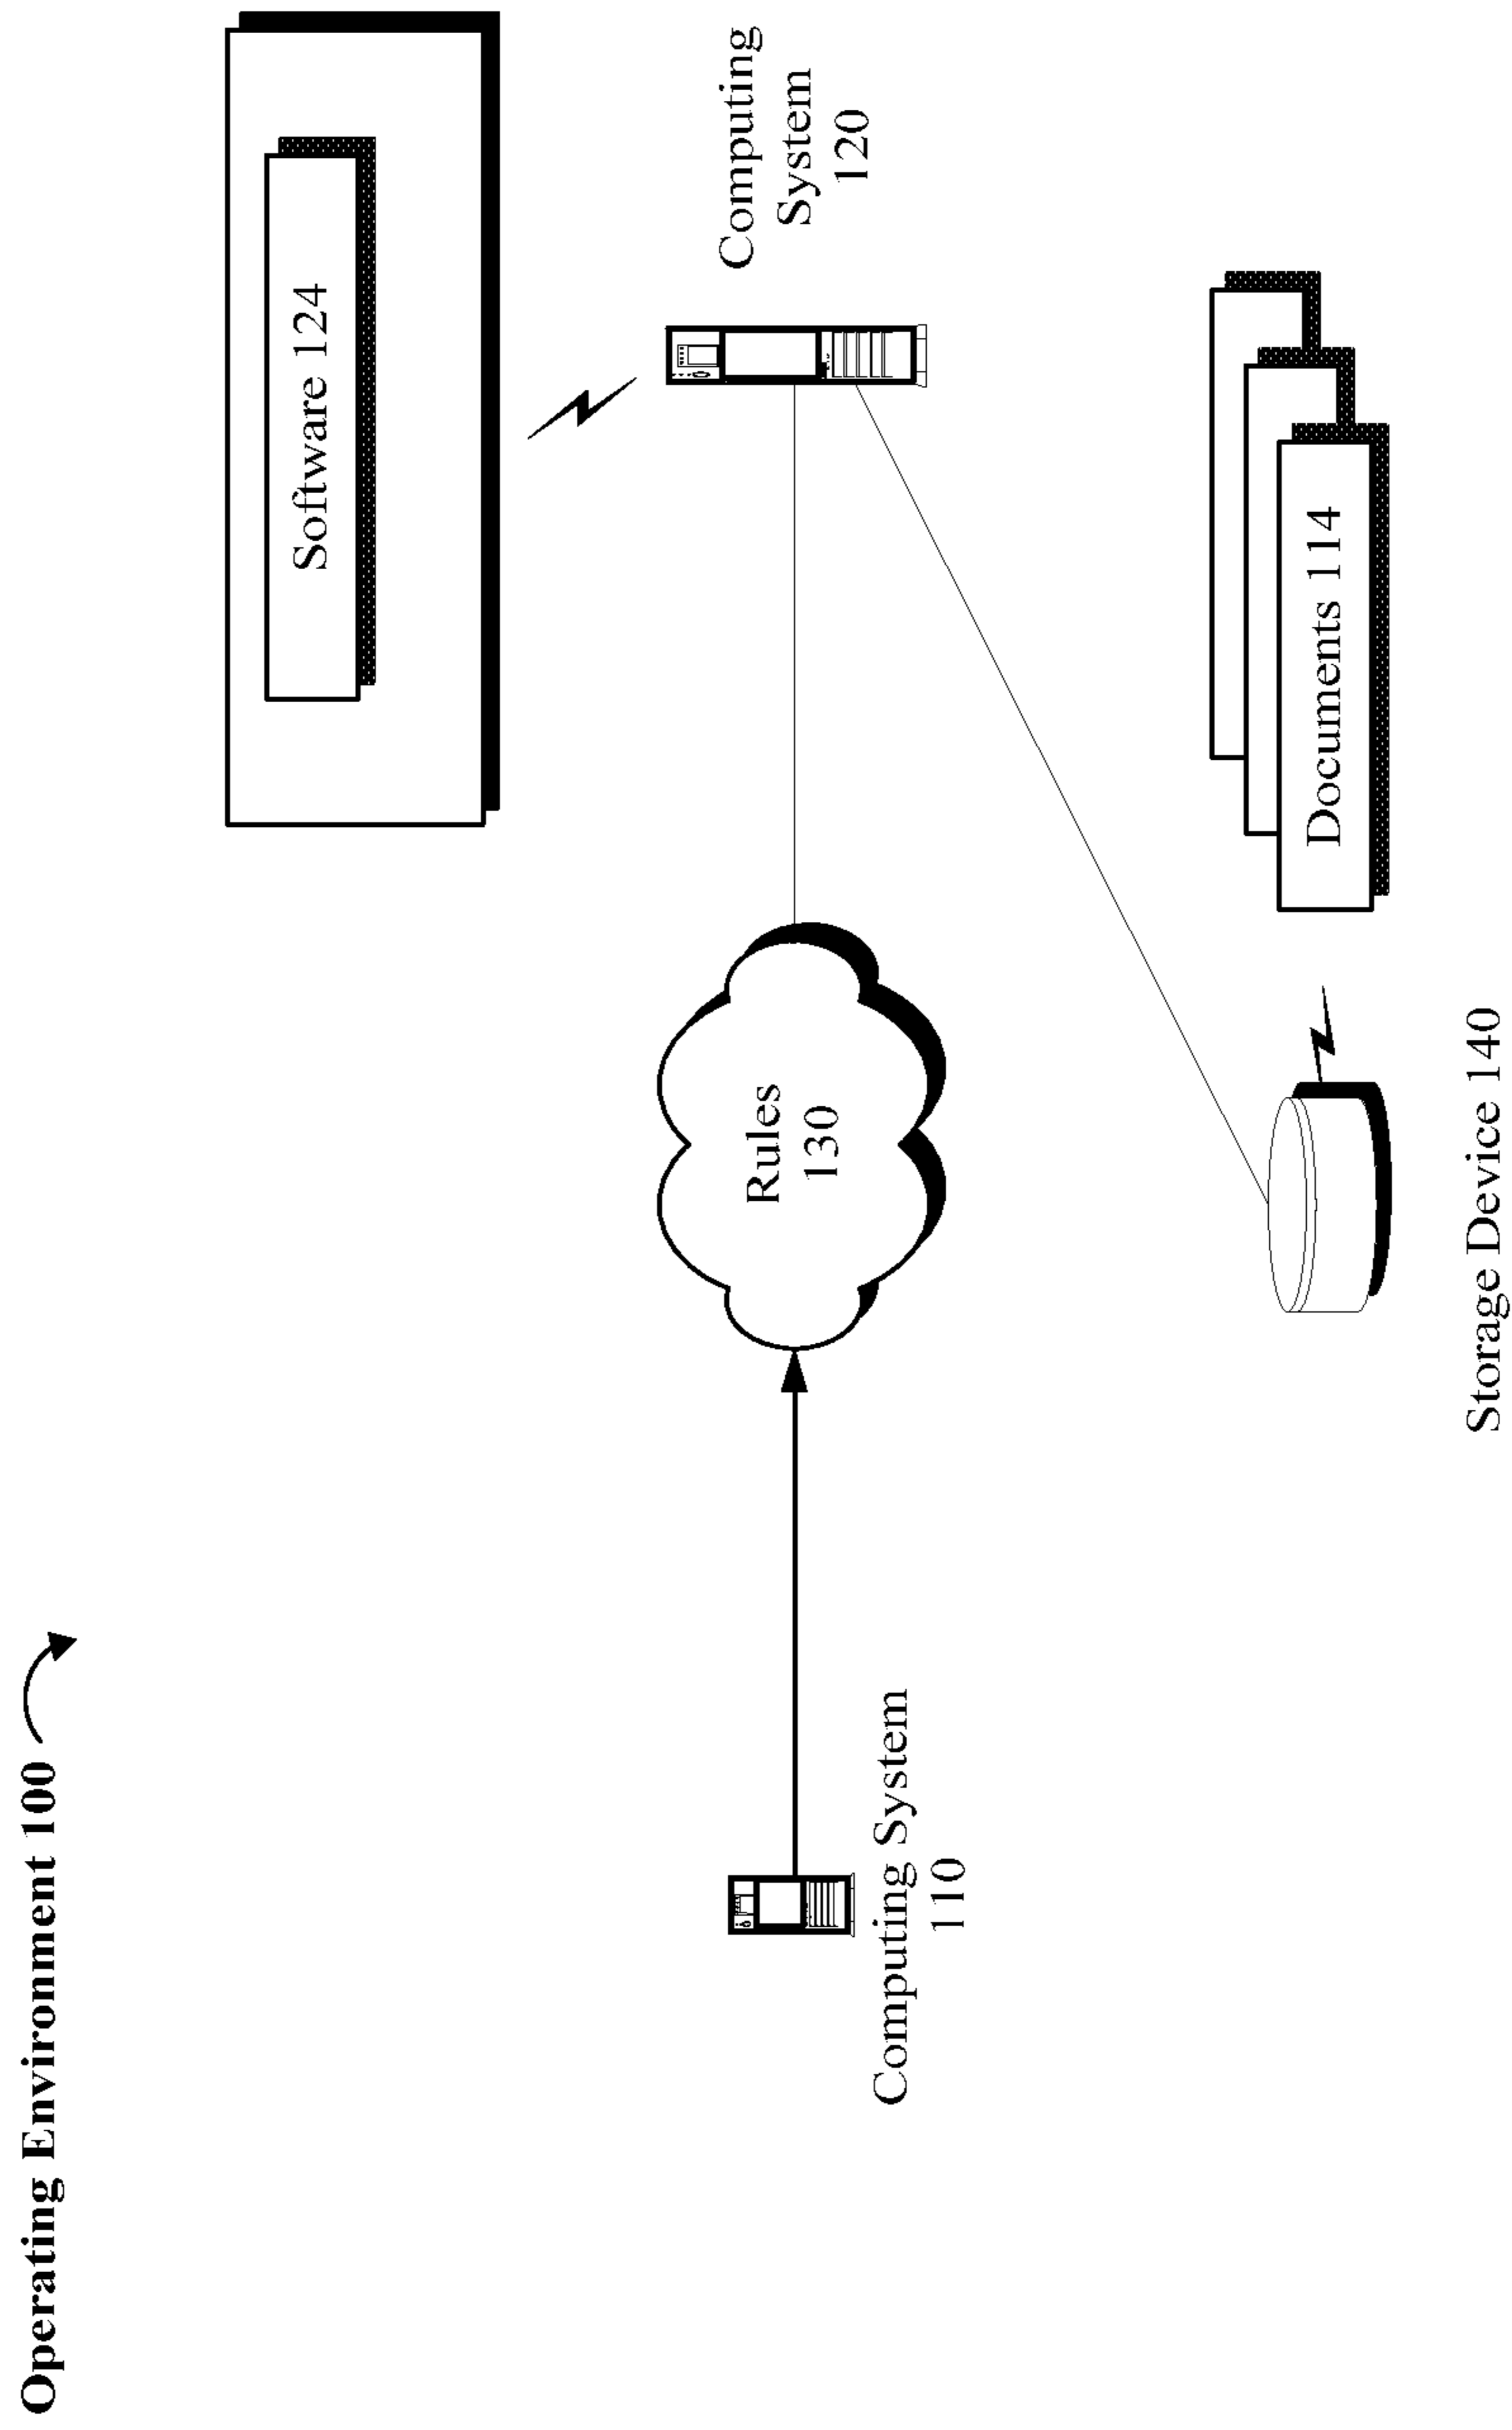 Operating Environment 100
Software 124
Computing
System
120
Rules
130
Computing System
110
Documents 114
Storage Device 140